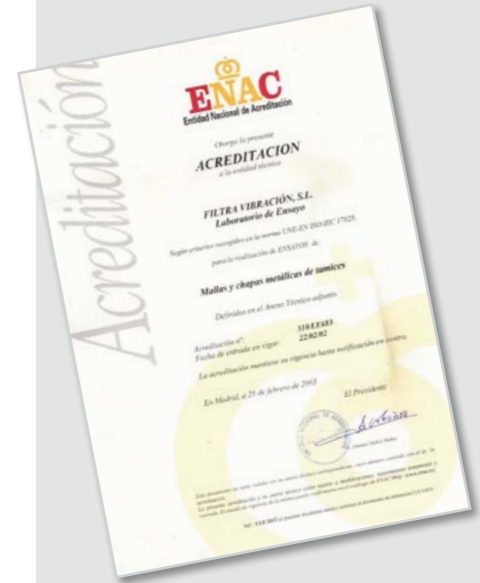 Acreditación
ENAC
Entidad Nacional de Acreditación
Otorga la presente
ACREDITACION
a la entidad técnica
FILTRA VIBRACIÓN, S.L.
Laboratorio de Ensayo
Según criterios recogidos en la norma UNE-EN ISO/IEC 17025
para la realización de ENSAYOS de:
Mallas y chapas metálicas de tamices
Definidos en el Anexo Técnico adjunto.
Acreditación nº:
Fecha de entrada en vigor: 22/02/02
La acreditación mantiene su vigencia hasta notificación en contra.
En Madrid, a 25 de febrero de 2003
El Presidente